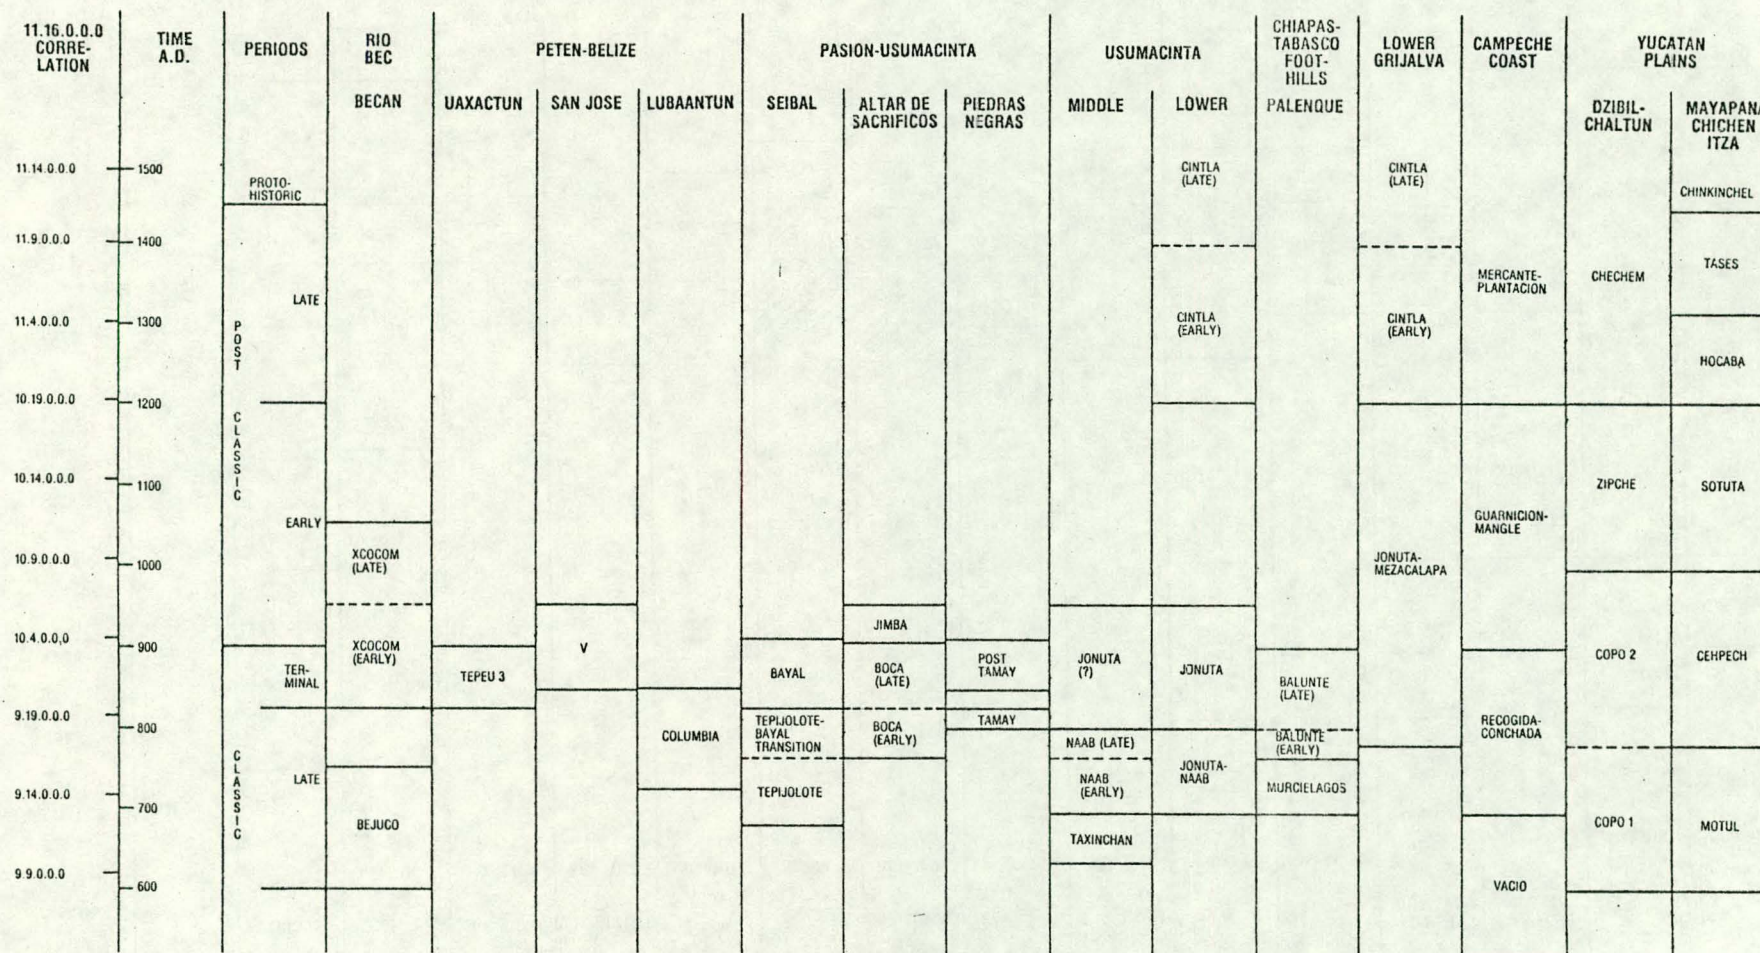 11.16.0.0.0
CORRE-
LATION
TIME
A.D.
PERIODS
RIO
BEC
BECAN
PETEN-BELIZE
UAXACTUN
SAN JOSE
LUBAANTUN
PASION-USUMACINTA
SEIBAL
ALTAR DE
SACRIFICOS
PIEDRAS
NEGRAS
USUMACINTA
MIDDLE
LOWER
CHIAPAS-
TABASCO
FOOT-
HILLS
PALENQUE
LOWER
GRIJALVA
CAMPECHE
COAST
YUCATAN
PLAINS
DZIBIL-
CHALTUN
MAYAPAN/
CHICHEN
ITZA
11.14.0.0.0
11.9.0.0.0
11.4.0.0.0
10.19.0.0.0
10.14.0.0.0
10.9.0.0.0
10.4.0.0,0
9.19.0.0.0
9.14.0.0.0
9.9.0.0.0
1500
1400
1300
1200
1100
1000
900
800
700
600
POST
CLASSIC
CLASSIC
PROTO-
HISTORIC
LATE
EARLY
TER-
MINAL
LATE
XCOCOM
(LATE)
XCOCOM
(EARLY)
BEJUCO
TEPEU 3
V
COLUMBIA
BAYAL
TEPIJOLOTE-
BAYAL
TRANSITION
TEPIJOLOTE
JIMBA
BOCA
(LATE)
BOCA
(EARLY)
POST
TAMAY
TAMAY
JONUTA
(?)
NAAB (LATE)
NAAB
(EARLY)
TAXINCHAN
CINTLA
(LATE)
CINTLA
(EARLY)
JONUTA
JONUTA-
NAAB
BALUNTE
(LATE)
BALUNTE
(EARLY)
MURCIELAGOS
CINTLA
(LATE)
CINTLA
(EARLY)
JONUTA-
MEZACALAPA
MERCANTE-
PLANTACION
GUARNICION-
MANGLE
RECOGIDA-
CONCHADA
VACIO
CHECHEM
ZIPCHE
COPO 2
COPO 1
CHINKINCHEL
TASES
HOCABA
SOTUTA
CEHPECH
MOTUL